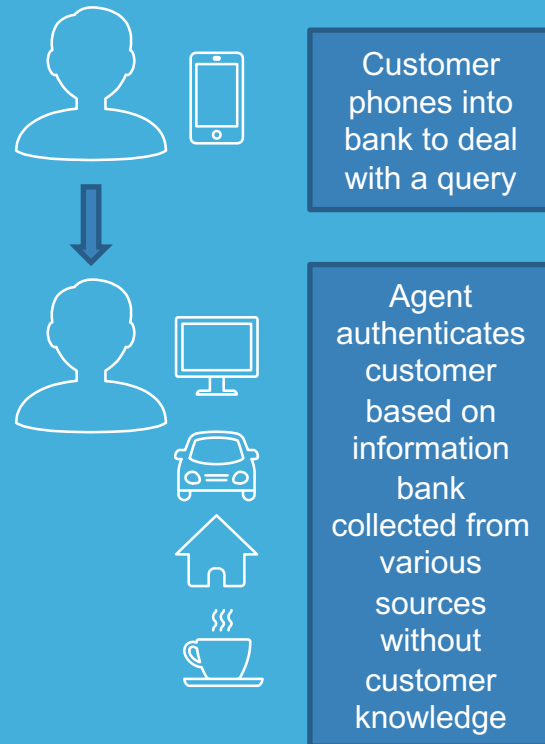 Customer
phones into
bank to deal
with a query
Agent
authenticates
customer
based on
information
bank
collected from
various
sources
without
customer
knowledge